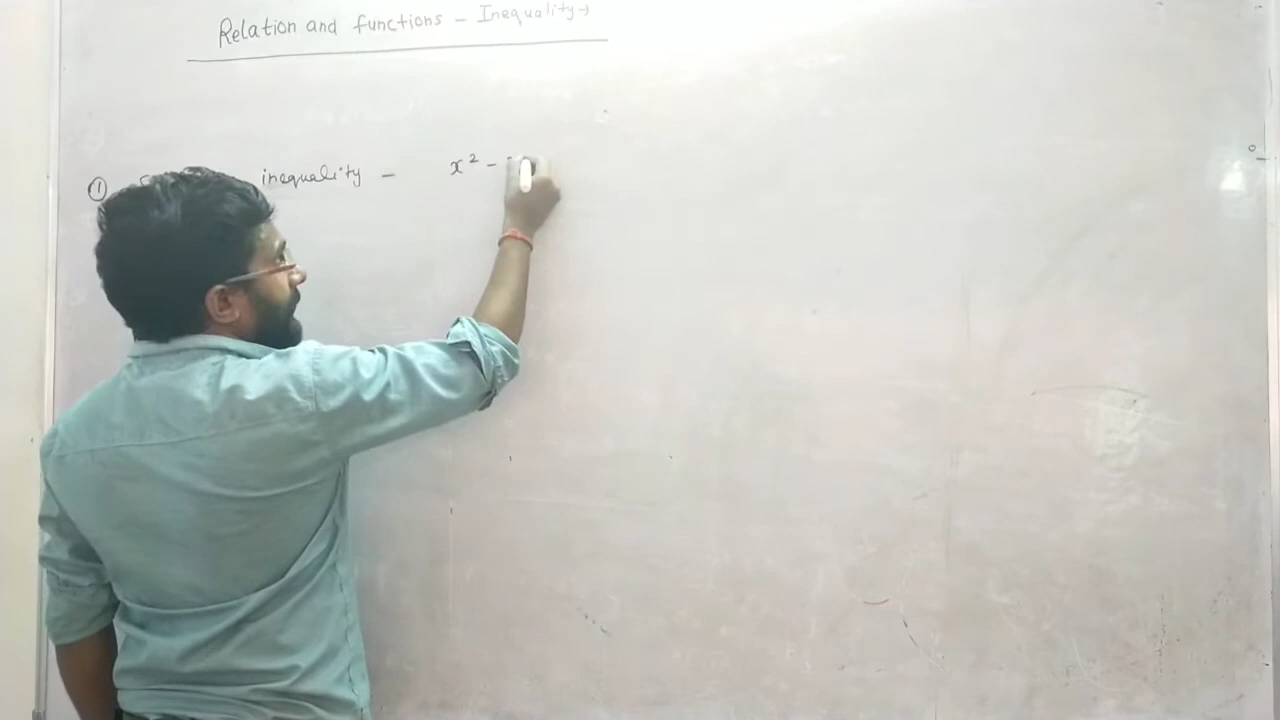 Relation and functions - Inequality →
① inequality - x² -